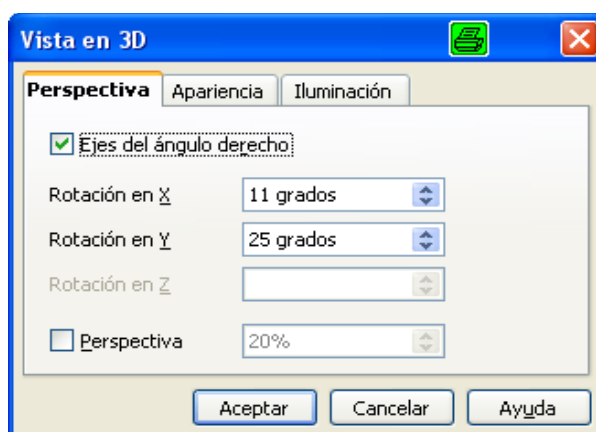 Vista en 3D
Perspectiva Apariencia Iluminación
Ejes del ángulo derecho
Rotación en X 11 grados
Rotación en Y 25 grados
Rotación en Z
Perspectiva 20%
Aceptar Cancelar Ayuda